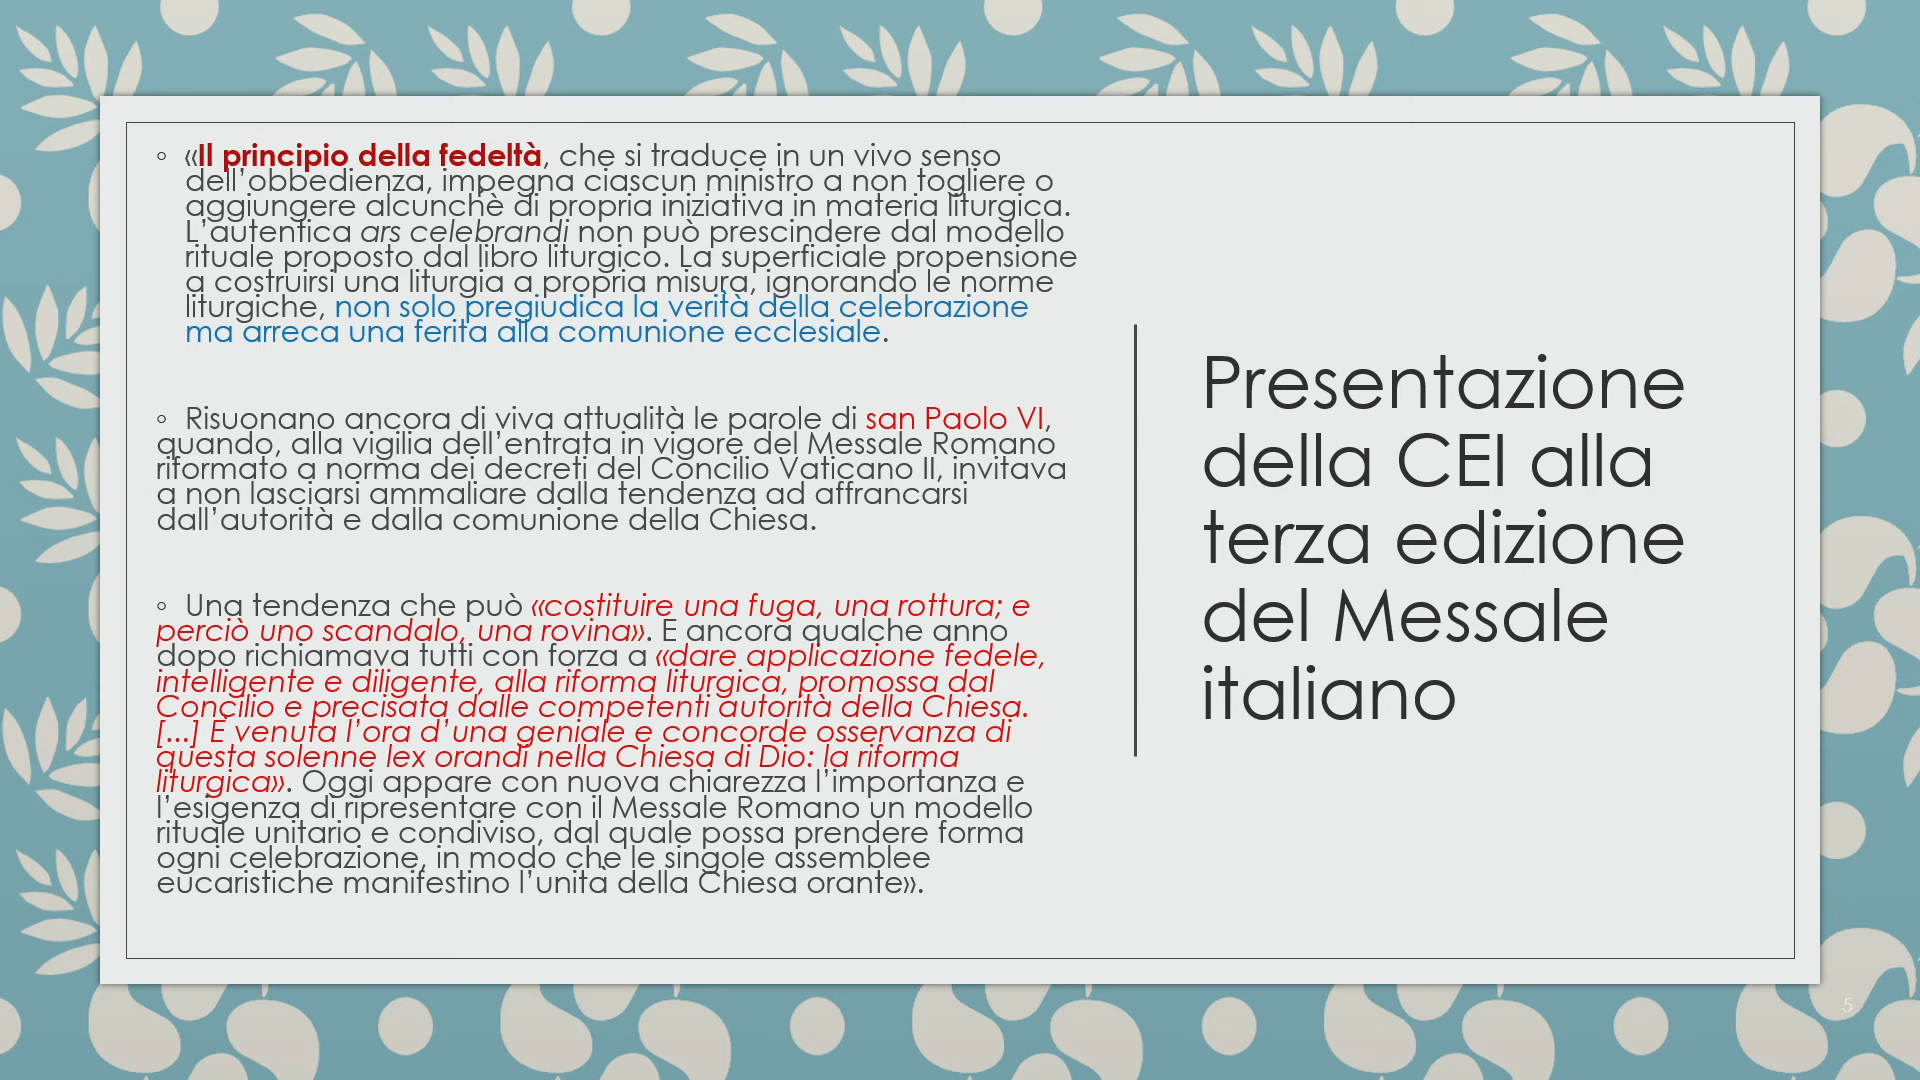 ◦ «Il principio della fedeltà, che si traduce in un vivo senso
dell’obbedienza, impegna ciascun ministro a non togliere o
aggiungere alcunchè di propria iniziativa in materia liturgica.
L’autentica ars celebrandi non può prescindere dal modello
rituale proposto dal libro liturgico. La superficiale propensione
a costruirsi una liturgia a propria misura, ignorando le norme
liturgiche, non solo pregiudica la verità della celebrazione
ma arreca una ferita alla comunione ecclesiale.
◦ Risuonano ancora di viva attualità le parole di san Paolo VI,
quando, alla vigilia dell’entrata in vigore del Messale Romano
riformato a norma dei decreti del Concilio Vaticano II, invitava
a non lasciarsi ammaliare dalla tendenza ad affrancarsi
dall’autorità e dalla comunione della Chiesa.
◦ Una tendenza che può «costituire una fuga, una rottura; e
perciò uno scandalo, una rovina». E ancora qualche anno
dopo richiamava tutti con forza a «dare applicazione fedele,
intelligente e diligente, alla riforma liturgica, promossa dal
Concilio e precisata dalle competenti autorità della Chiesa.
[...] È venuta l’ora d’una geniale e concorde osservanza di
questa solenne lex orandi nella Chiesa di Dio: la riforma
liturgica». Oggi appare con nuova chiarezza l’importanza e
l’esigenza di ripresentare con il Messale Romano un modello
rituale unitario e condiviso, dal quale possa prendere forma
ogni celebrazione, in modo che le singole assemblee
eucaristiche manifestino l’unità della Chiesa orante».
Presentazione
della CEI alla
terza edizione
del Messale
italiano
5